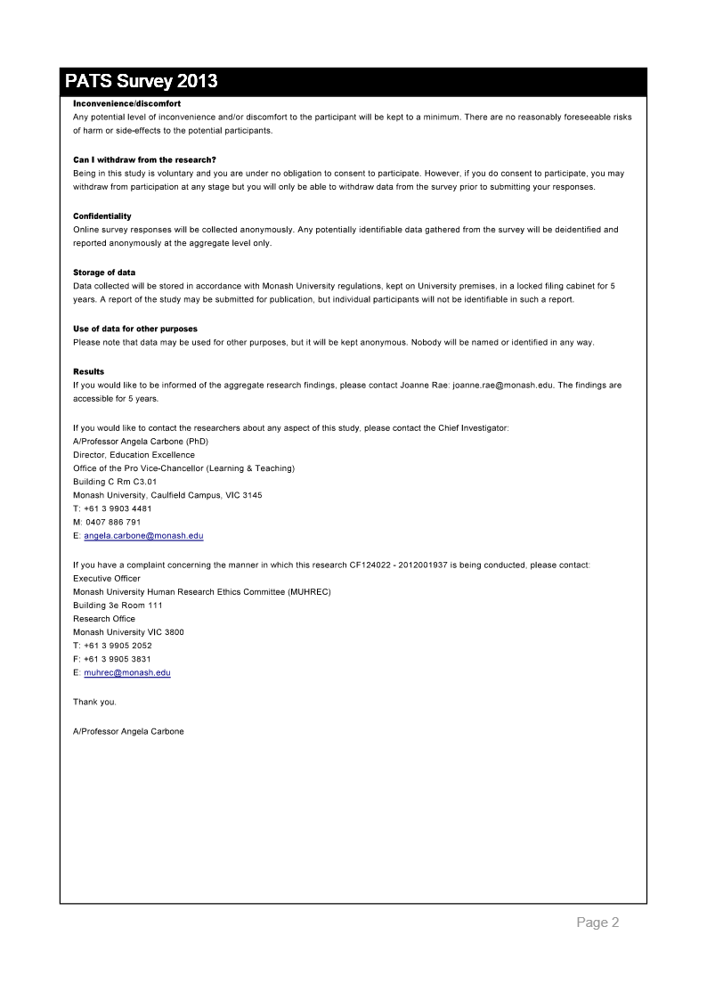 PATS Survey 2013
Inconvenience/discomfort
Any potential level of inconvenience and/or discomfort to the participant will be kept to a minimum. There are no reasonably foreseeable risks
of harm or side-effects to the potential participants.
Can I withdraw from the research?
Being in this study is voluntary and you are under no obligation to consent to participate. However, if you do consent to participate, you may
withdraw from participation at any stage but you will only be able to withdraw data from the survey prior to submitting your responses.
Confidentiality
Online survey responses will be collected anonymously. Any potentially identifiable data gathered from the survey will be deidentified and
reported anonymously at the aggregate level only.
Storage of data
Data collected will be stored in accordance with Monash University regulations, kept on University premises, in a locked filing cabinet for 5
years. A report of the study may be submitted for publication, but individual participants will not be identifiable in such a report.
Use of data for other purposes
Please note that data may be used for other purposes, but it will be kept anonymous. Nobody will be named or identified in any way.
Results
If you would like to be informed of the aggregate research findings, please contact Joanne Rae: joanne.rae@monash.edu. The findings are
accessible for 5 years.
If you would like to contact the researchers about any aspect of this study, please contact the Chief Investigator:
A/Professor Angela Carbone (PhD)
Director, Education Excellence
Office of the Pro Vice-Chancellor (Learning & Teaching)
Building C Rm C3.01
Monash University, Caulfield Campus, VIC 3145
T: +61 3 9903 4481
M: 0407 886 791
E: angela.carbone@monash.edu
If you have a complaint concerning the manner in which this research CF124022 - 2012001937 is being conducted, please contact:
Executive Officer
Monash University Human Research Ethics Committee (MUHREC)
Building 3e Room 111
Research Office
Monash University VIC 3800
T: +61 3 9905 2052
F: +61 3 9905 3831
E: muhrec@monash.edu
Thank you.
A/Professor Angela Carbone
Page 2